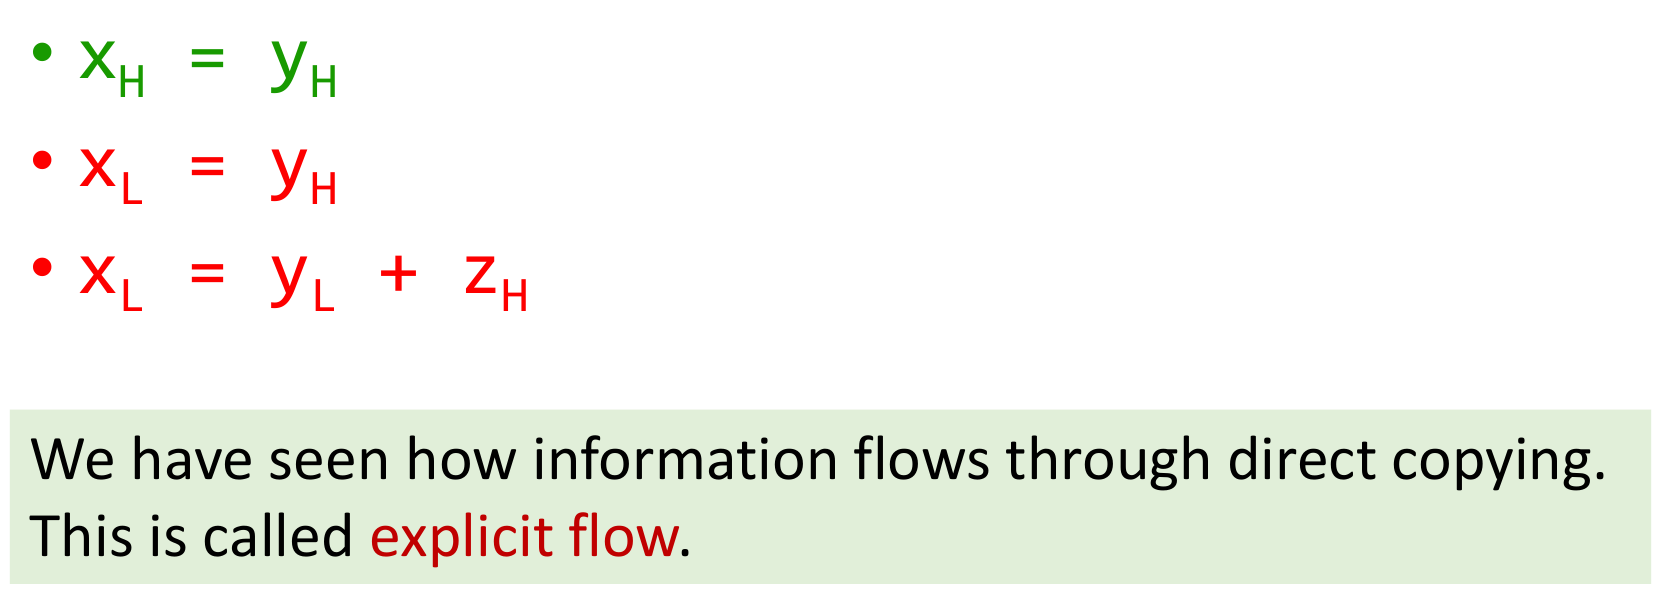 • x_H = y_H
• x_L = y_H
• x_L = y_L + z_H
We have seen how information flows through direct copying.
This is called explicit flow.